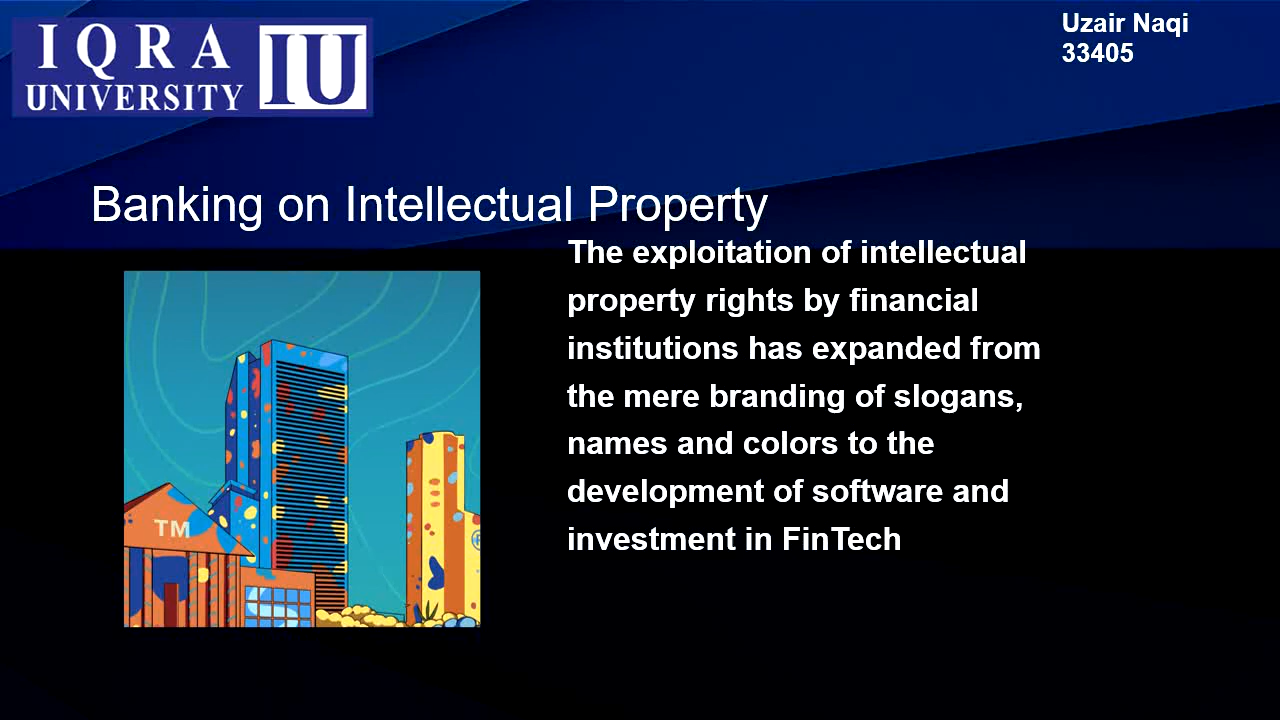 IQRA
UNIVERSITY
IU
Uzair Naqi
33405
Banking on Intellectual Property
The exploitation of intellectual
property rights by financial
institutions has expanded from
the mere branding of slogans,
names and colors to the
development of software and
investment in FinTech
TM